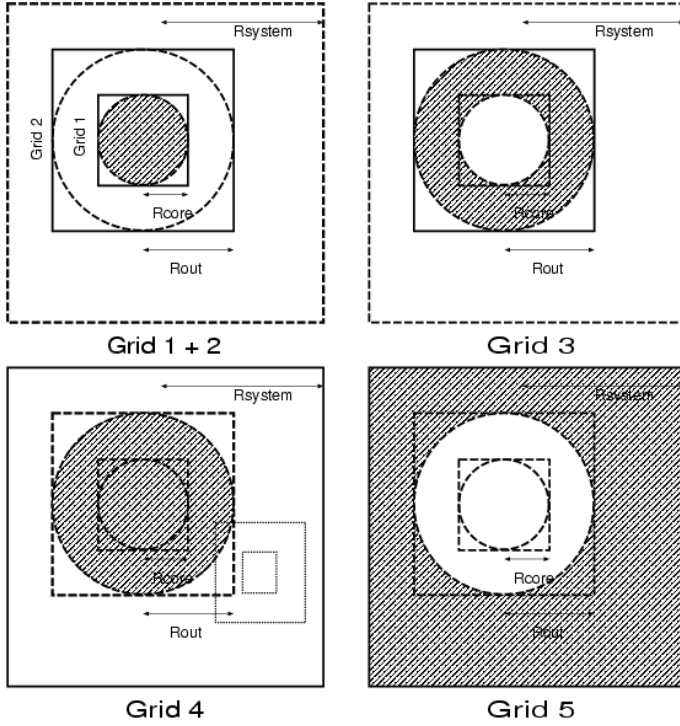 Rsystem
Grid 2
Grid 1
Rcore
Rout
Grid 1 + 2
Rsystem
Rcore
Rout
Grid 3
Rsystem
Rcore
Rout
Grid 4
Rsystem
Rcore
Rout
Grid 5